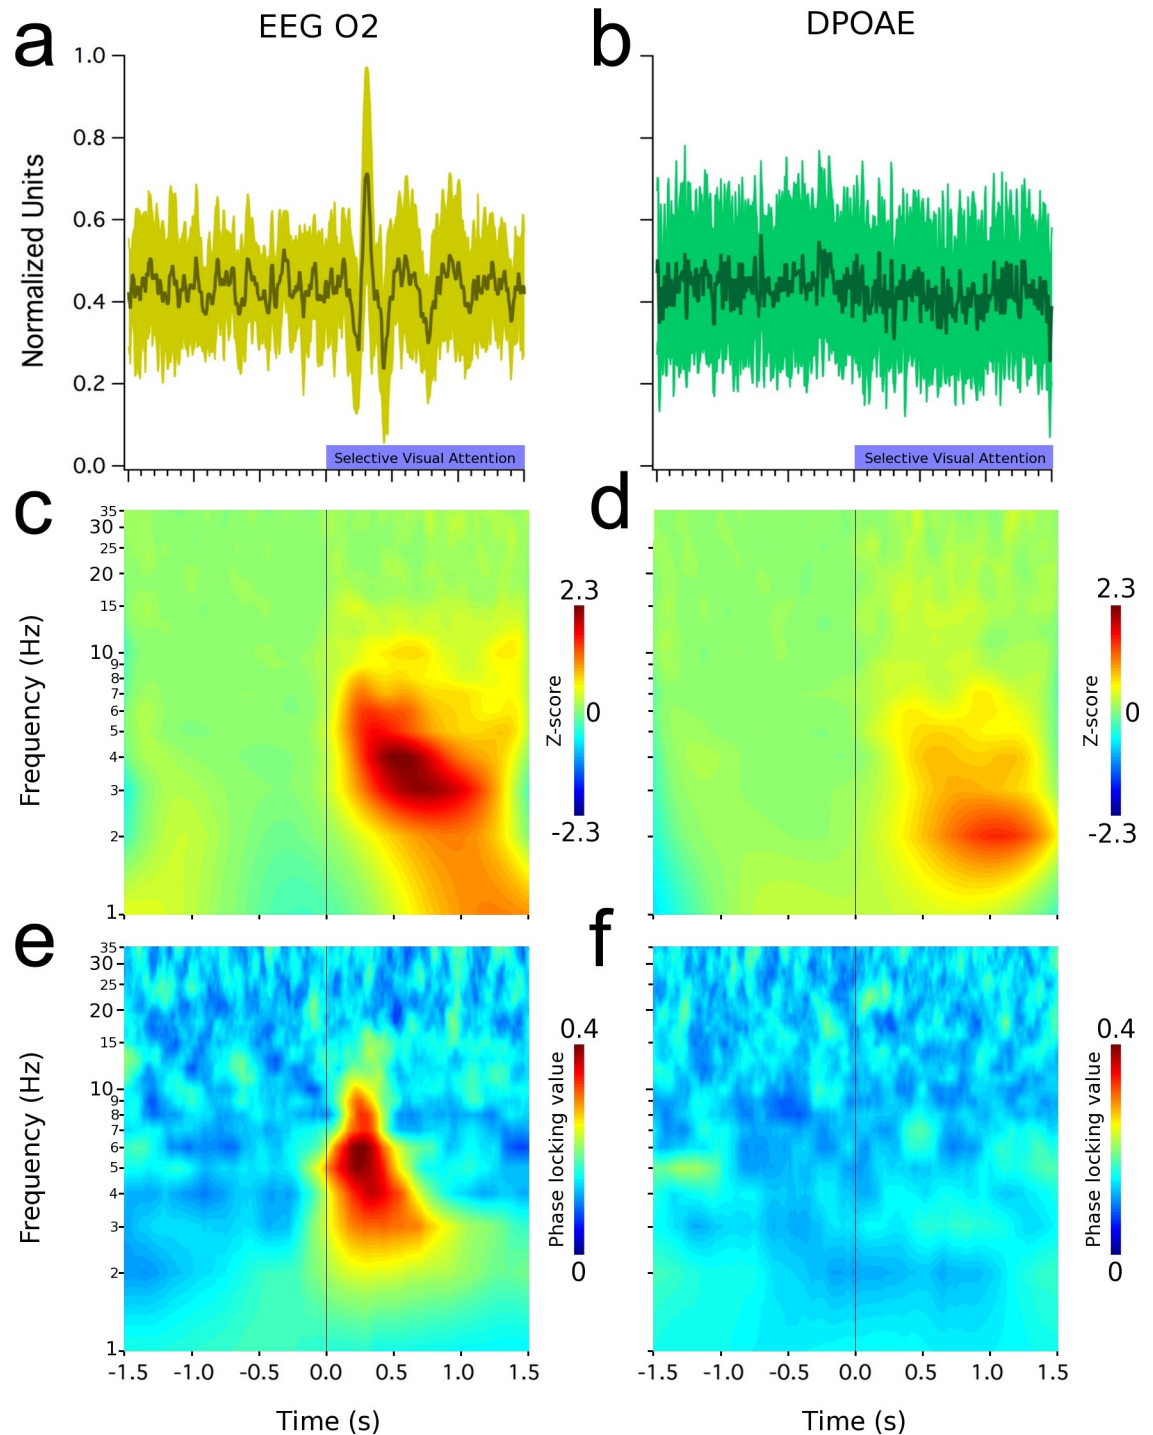 a
EEG O2
b
DPOAE
Normalized Units
1.0
0.8
0.6
0.4
0.2
0.0
Selective Visual Attention
Selective Visual Attention
c
d
Frequency (Hz)
35
30
25
20
15
10
9
8
7
6
5
4
3
2
1
2.3
Z-score
0
-2.3
2.3
Z-score
0
-2.3
e
f
Frequency (Hz)
35
30
25
20
15
10
9
8
7
6
5
4
3
2
1
0.4
Phase locking value
0
0.4
Phase locking value
0
-1.5 -1.0 -0.5 0.0 0.5 1.0 1.5
-1.5 -1.0 -0.5 0.0 0.5 1.0 1.5
Time (s)
Time (s)